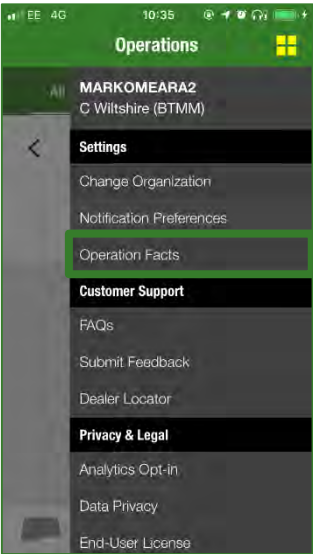 EE 4G 10:35
Operations
All
MARKOMEARA2
C Wiltshire (BTMM)
Settings
Change Organization
Notification Preferences
Operation Facts
Customer Support
FAQs
Submit Feedback
Dealer Locator
Privacy & Legal
Analytics Opt-in
Data Privacy
End-User License